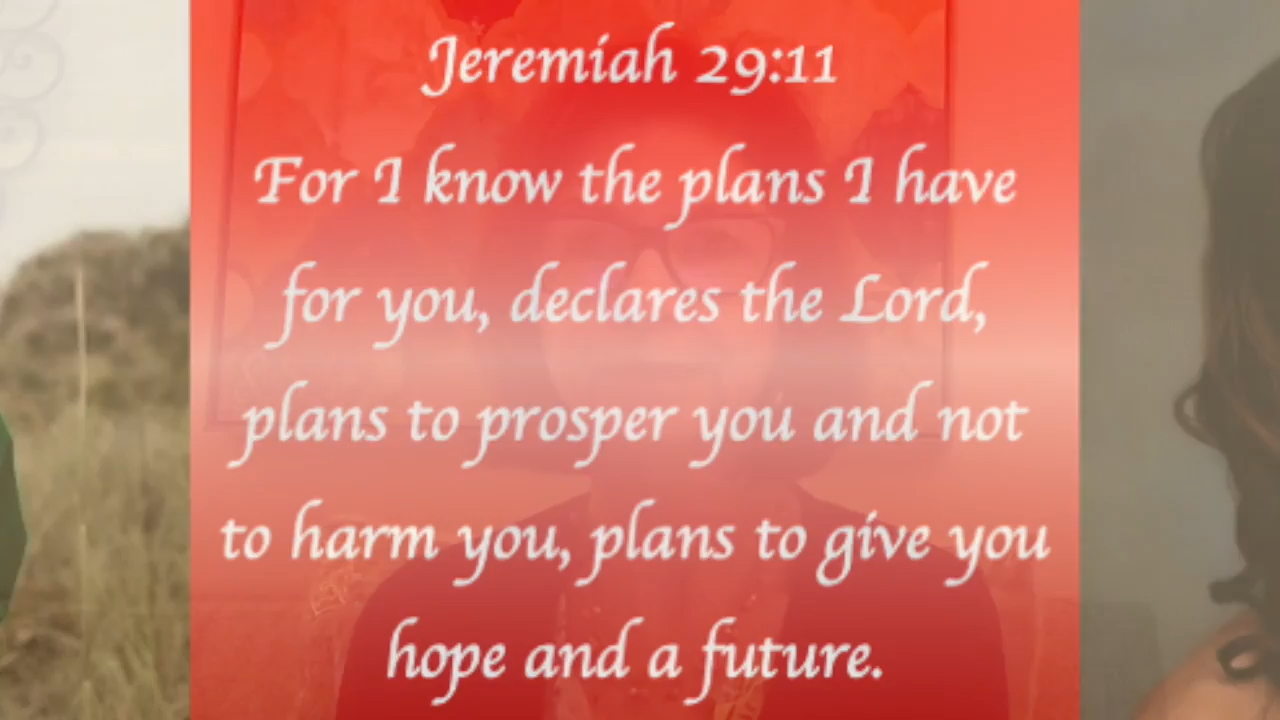 Jeremiah 29:11
For I know the plans I have
for you, declares the Lord,
plans to prosper you and not
to harm you, plans to give you
hope and a future.